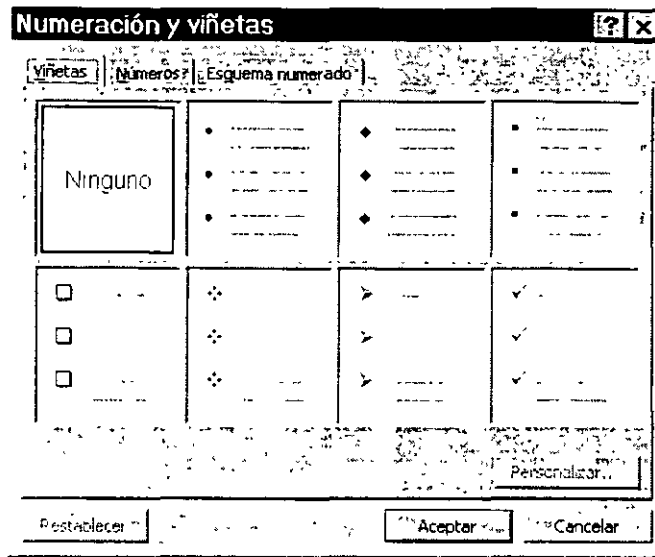 Numeración y viñetas
Viñetas Números Esquema numerado
Ninguno
Personalizar...
Restablecer Aceptar Cancelar